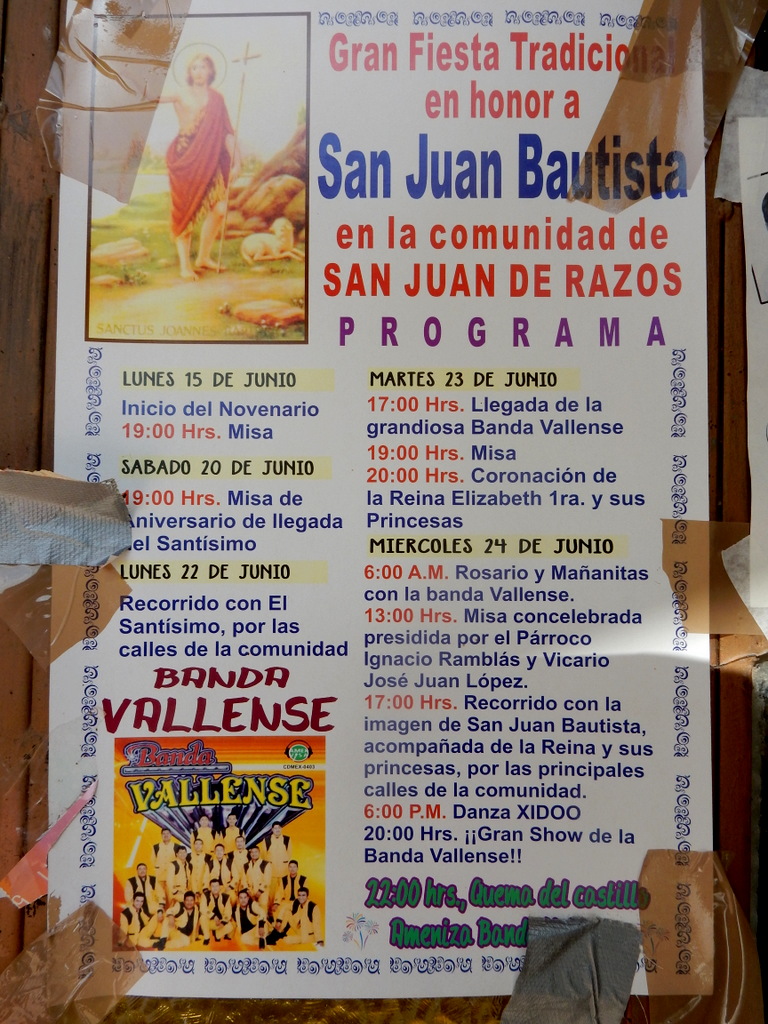 Gran Fiesta Tradicional
en honor a
San Juan Bautista
en la comunidad de
SAN JUAN DE RAZOS
PROGRAMA
SANCTUS JOANNES
LUNES 15 DE JUNIO
Inicio del Novenario
19:00 Hrs. Misa
SABADO 20 DE JUNIO
19:00 Hrs. Misa de
Aniversario de llegada
del Santísimo
LUNES 22 DE JUNIO
Recorrido con El
Santísimo, por las
calles de la comunidad
BANDA
VALLENSE
Banda
VALLENSE
CDMEX-0403
MARTES 23 DE JUNIO
17:00 Hrs. Llegada de la
grandiosa Banda Vallense
19:00 Hrs. Misa
20:00 Hrs. Coronación de
la Reina Elizabeth 1ra. y sus
Princesas
MIERCOLES 24 DE JUNIO
6:00 A.M. Rosario y Mañanitas
con la banda Vallense.
13:00 Hrs. Misa concelebrada
presidida por el Párroco
Ignacio Ramblás y Vicario
José Juan López.
17:00 Hrs. Recorrido con la
imagen de San Juan Bautista,
acompañada de la Reina y sus
princesas, por las principales
calles de la comunidad.
6:00 P.M. Danza XIDOO
20:00 Hrs. ¡¡Gran Show de la
Banda Vallense!!
22:00 hrs., Quema del castillo
Ameniza